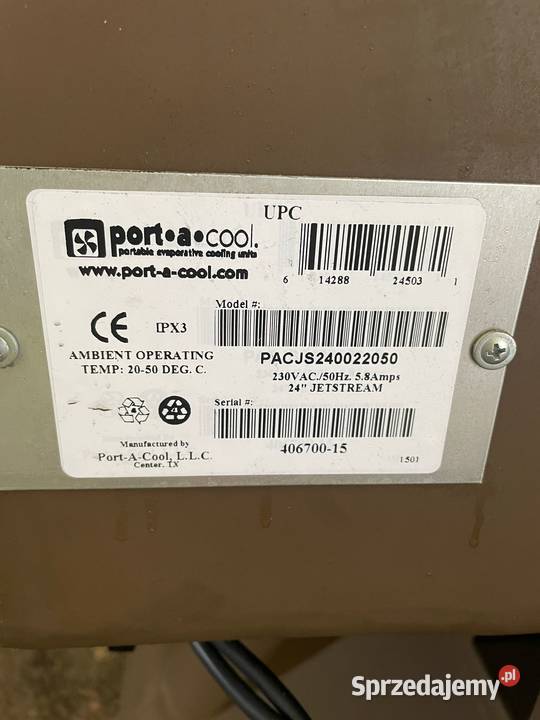 UPC
port•a•cool.
portable evaporative cooling units
www.port-a-cool.com
6 14288 24503 1
Model #:
CE IPX3
PACJS240022050
AMBIENT OPERATING
TEMP: 20-50 DEG. C.
230VAC./50Hz. 5.8Amps
24" JETSTREAM
Serial #:
4
406700-15
Manufactured by
Port-A-Cool, L.L.C.
Center, TX
1501
Sprzedajemy.pl